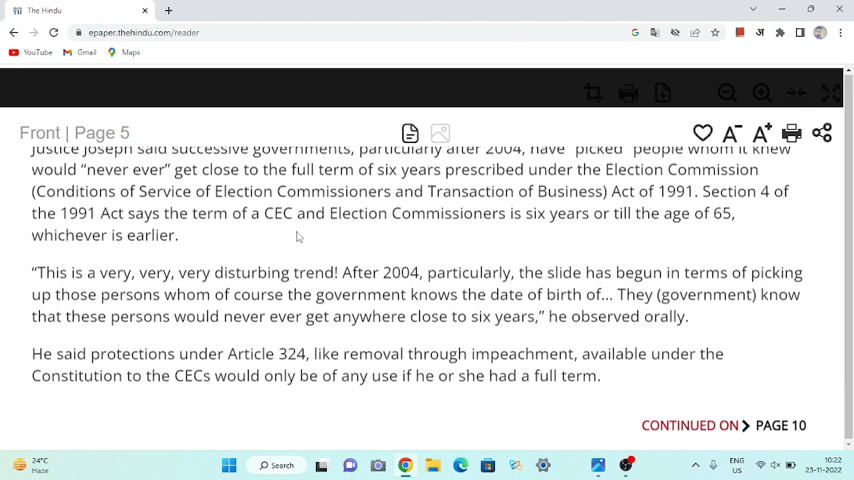 The Hindu
epaper.thehindu.com/reader
YouTube
Gmail
Maps
Front | Page 5
A-
A+
Justice Joseph said successive governments, particularly after 2004, have “picked” people whom it knew
would “never ever” get close to the full term of six years prescribed under the Election Commission
(Conditions of Service of Election Commissioners and Transaction of Business) Act of 1991. Section 4 of
the 1991 Act says the term of a CEC and Election Commissioners is six years or till the age of 65,
whichever is earlier.
“This is a very, very, very disturbing trend! After 2004, particularly, the slide has begun in terms of picking
up those persons whom of course the government knows the date of birth of... They (government) know
that these persons would never ever get anywhere close to six years,” he observed orally.
He said protections under Article 324, like removal through impeachment, available under the
Constitution to the CECs would only be of any use if he or she had a full term.
CONTINUED ON PAGE 10
24°C
Haze
Search
ENG
US
10:22
23-11-2022